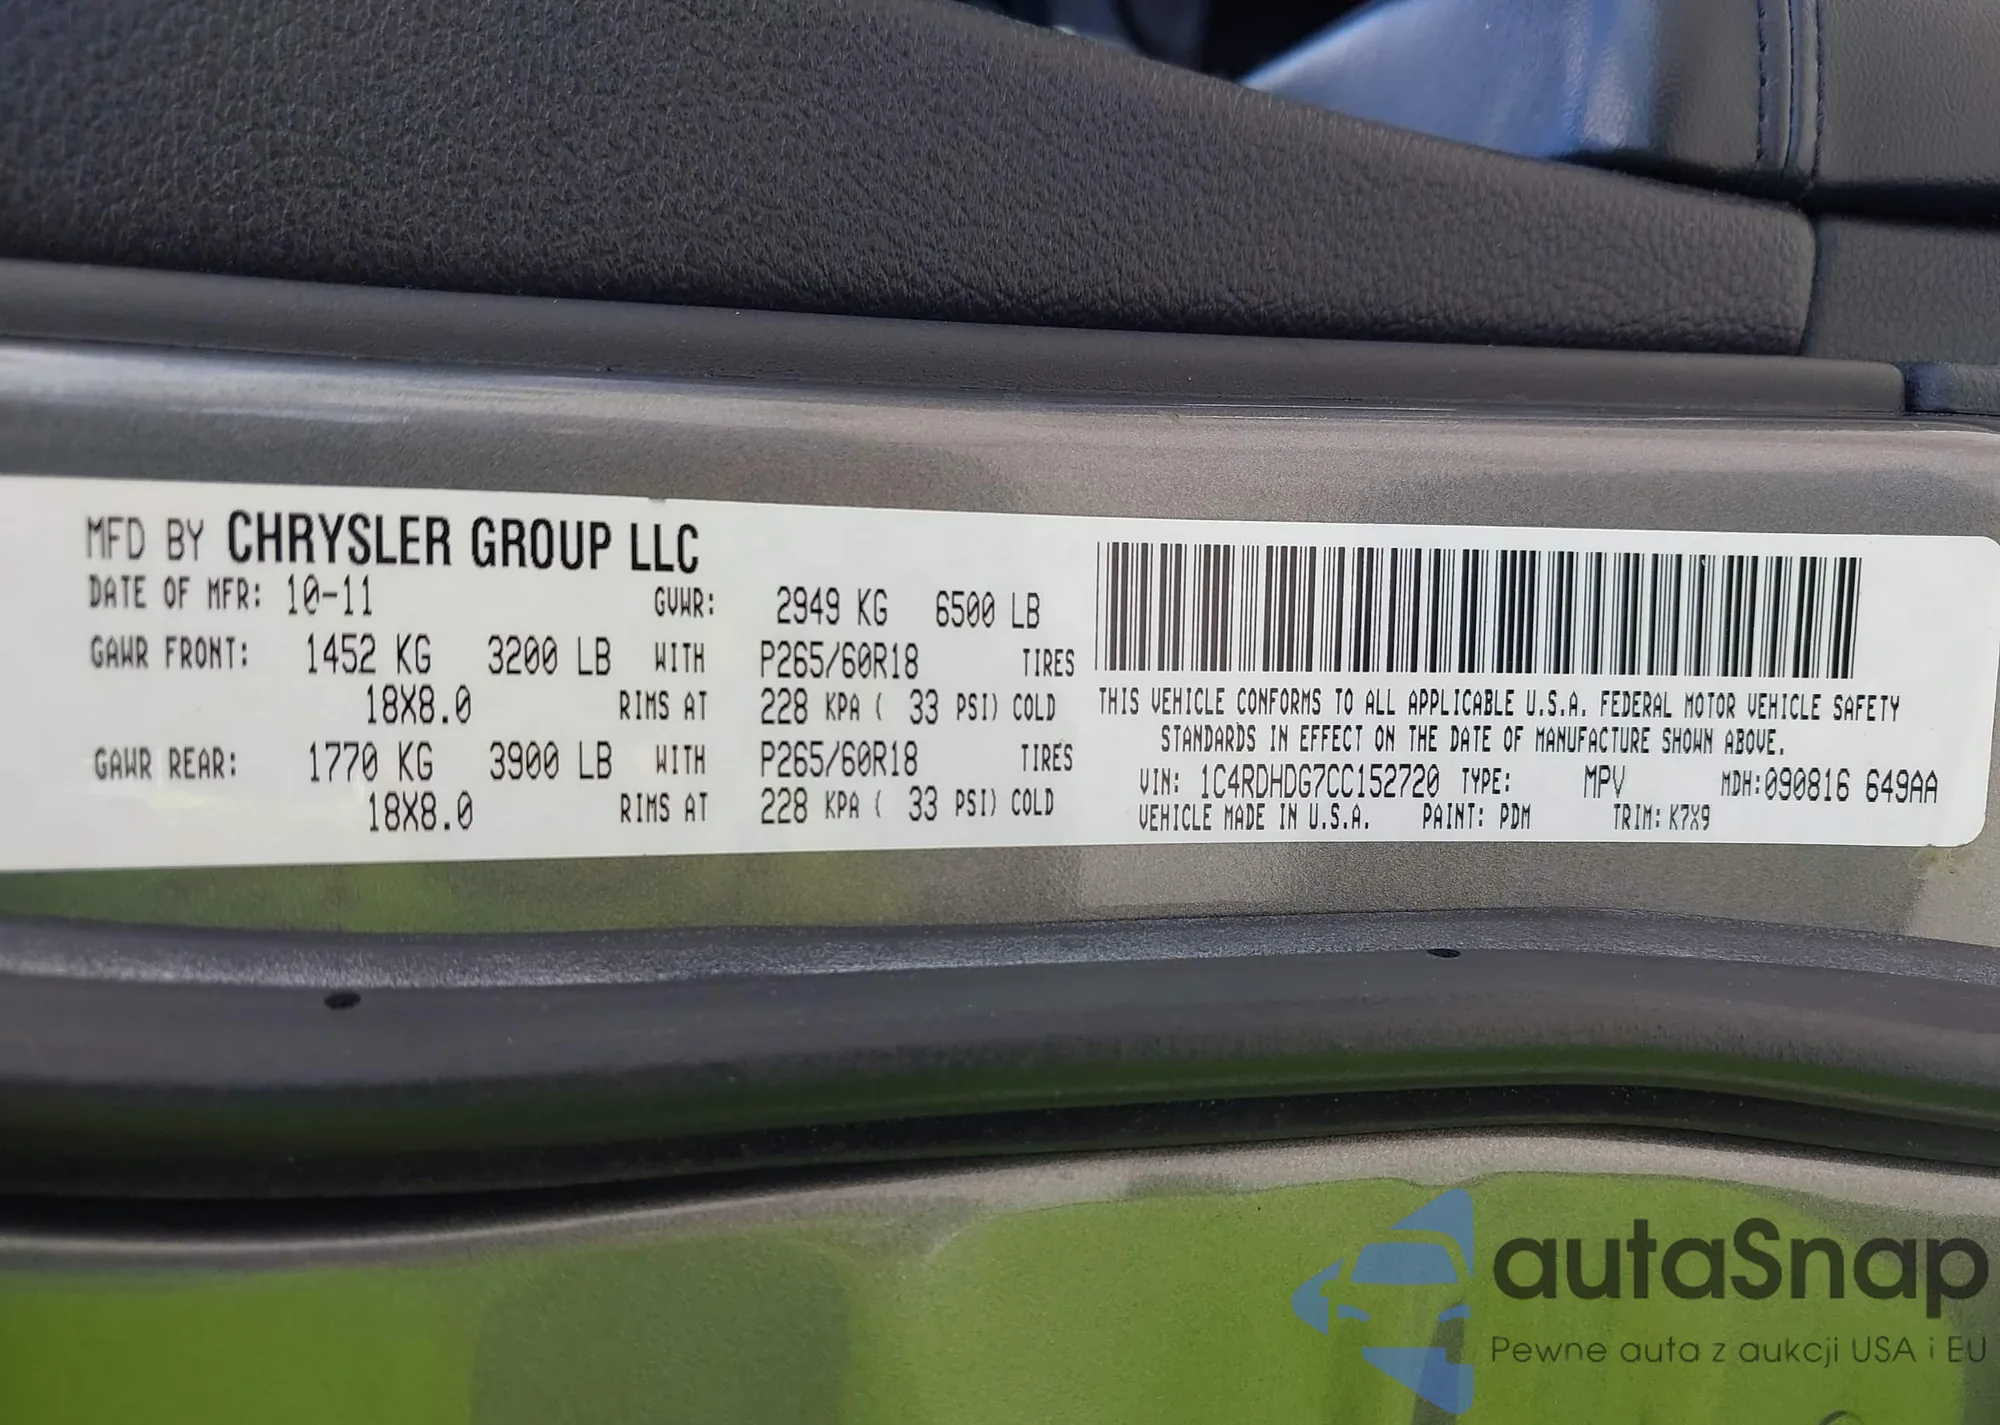 MFD BY CHRYSLER GROUP LLC
DATE OF MFR: 10-11 GVWR: 2949 KG 6500 LB
GAWR FRONT: 1452 KG 3200 LB WITH P265/60R18 TIRES
18X8.0 RIMS AT 228 KPA ( 33 PSI) COLD
GAWR REAR: 1770 KG 3900 LB WITH P265/60R18 TIRES
18X8.0 RIMS AT 228 KPA ( 33 PSI) COLD
THIS VEHICLE CONFORMS TO ALL APPLICABLE U.S.A. FEDERAL MOTOR VEHICLE SAFETY
STANDARDS IN EFFECT ON THE DATE OF MANUFACTURE SHOWN ABOVE.
VIN: 1C4RDHDG7CC152720 TYPE: MPV MDH:090816 649AA
VEHICLE MADE IN U.S.A. PAINT: PDM TRIM: K7X9
autaSnap
Pewne auta z aukcji USA i EU